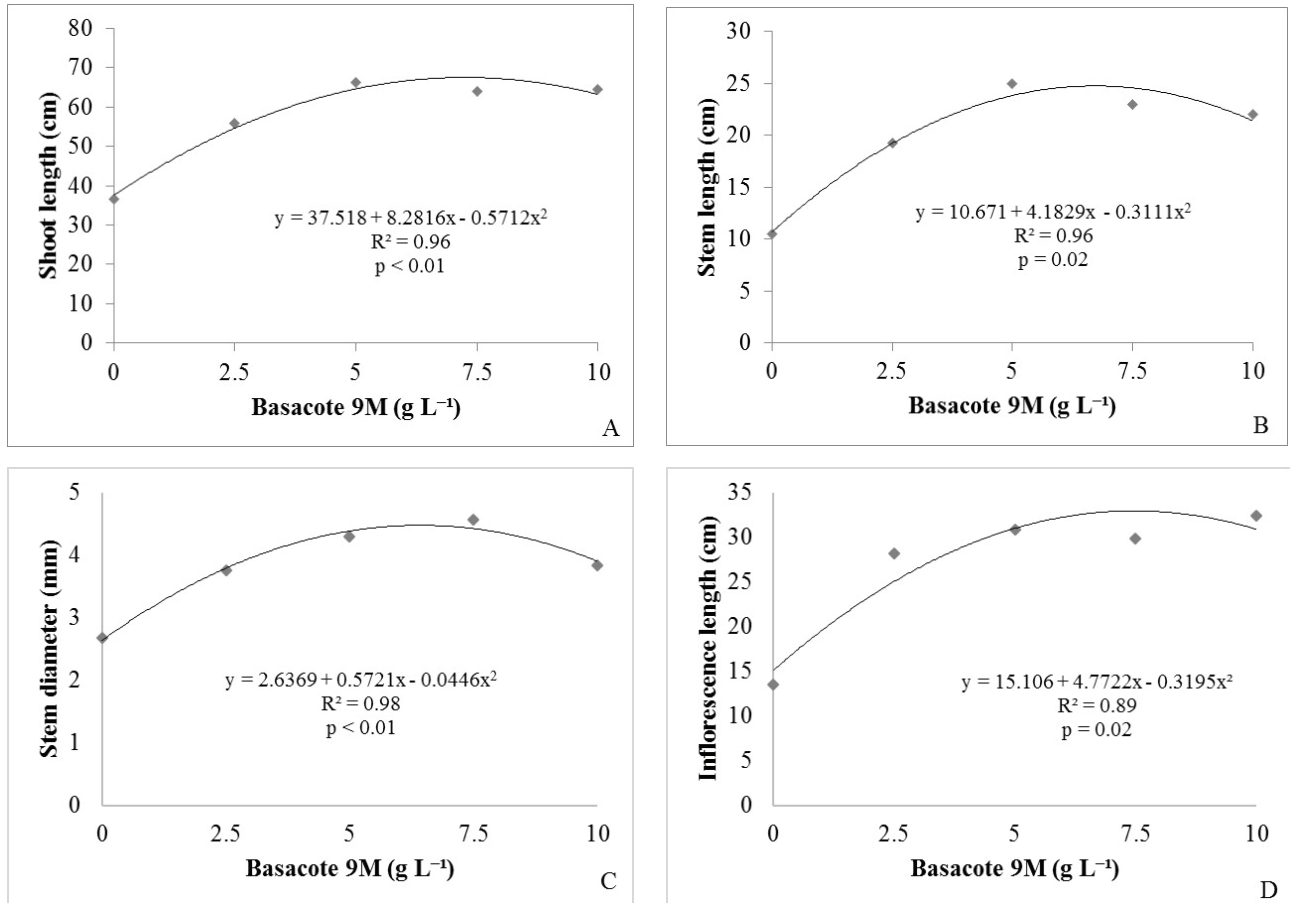 80
70
60
50
40
30
20
10
0
Shoot length (cm)
y = 37.518 + 8.2816x - 0.5712x²
R² = 0.96
p < 0.01
0 2.5 5 7.5 10
Basacote 9M (g L⁻¹)
A
30
25
20
15
10
5
0
Stem length (cm)
y = 10.671 + 4.1829x - 0.3111x²
R² = 0.96
p = 0.02
0 2.5 5 7.5 10
Basacote 9M (g L⁻¹)
B
5
4
3
2
1
0
Stem diameter (mm)
y = 2.6369 + 0.5721x - 0.0446x²
R² = 0.98
p < 0.01
0 2.5 5 7.5 10
Basacote 9M (g L⁻¹)
C
35
30
25
20
15
10
5
0
Inflorescence length (cm)
y = 15.106 + 4.7722x - 0.3195x²
R² = 0.89
p = 0.02
0 2.5 5 7.5 10
Basacote 9M (g L⁻¹)
D